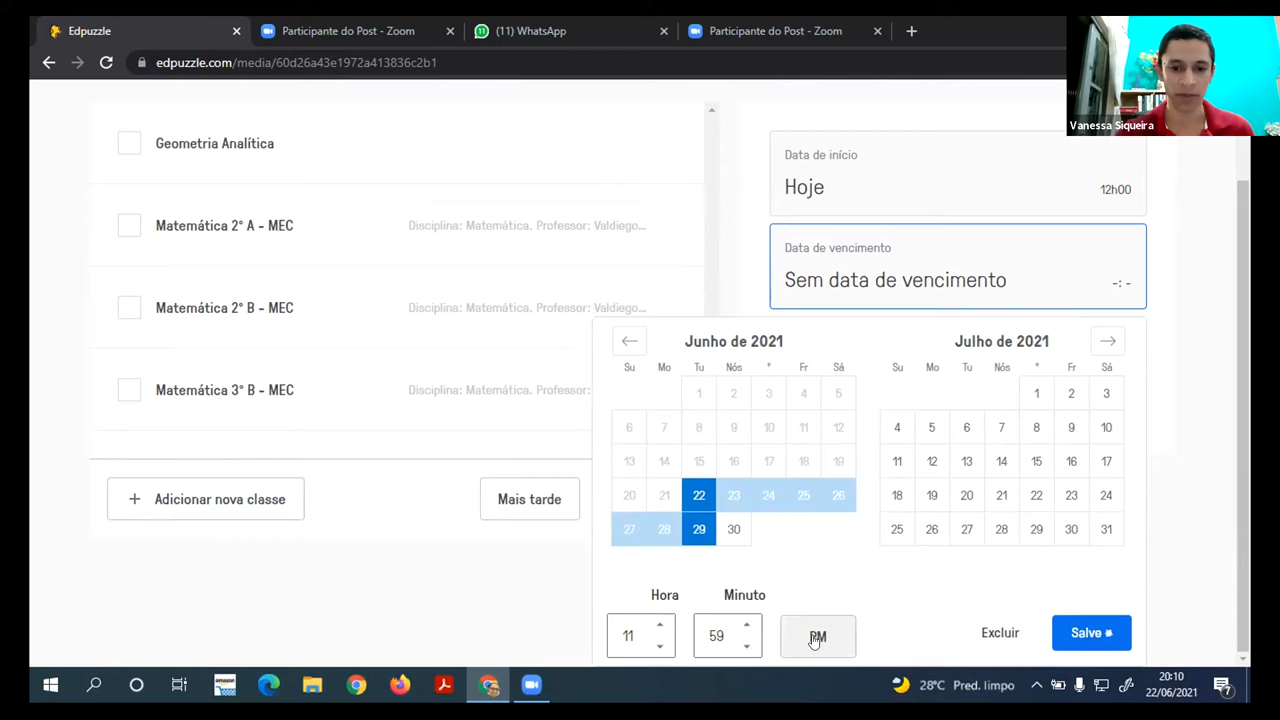 Edpuzzle
Participante do Post - Zoom
(11) WhatsApp
Participante do Post - Zoom
edpuzzle.com/media/60d26a43e1972a413836c2b1
Vanessa Siqueira
Geometria Analítica
Matemática 2° A - MEC
Disciplina: Matemática. Professor: Valdiego...
Matemática 2° B - MEC
Disciplina: Matemática. Professor: Valdiego...
Matemática 3° B - MEC
Disciplina: Matemática. Professor:
+ Adicionar nova classe
Mais tarde
Data de início
Hoje
12h00
Data de vencimento
Sem data de vencimento
-: -
Junho de 2021
Su Mo Tu Nós * Fr Sá
1 2 3 4 5
6 7 8 9 10 11 12
13 14 15 16 17 18 19
20 21 22 23 24 25 26
27 28 29 30
Julho de 2021
Su Mo Tu Nós * Fr Sá
1 2 3
4 5 6 7 8 9 10
11 12 13 14 15 16 17
18 19 20 21 22 23 24
25 26 27 28 29 30 31
Hora Minuto
11 59 PM
Excluir
Salve
amazon
28°C Pred. limpo
20:10
22/06/2021
7